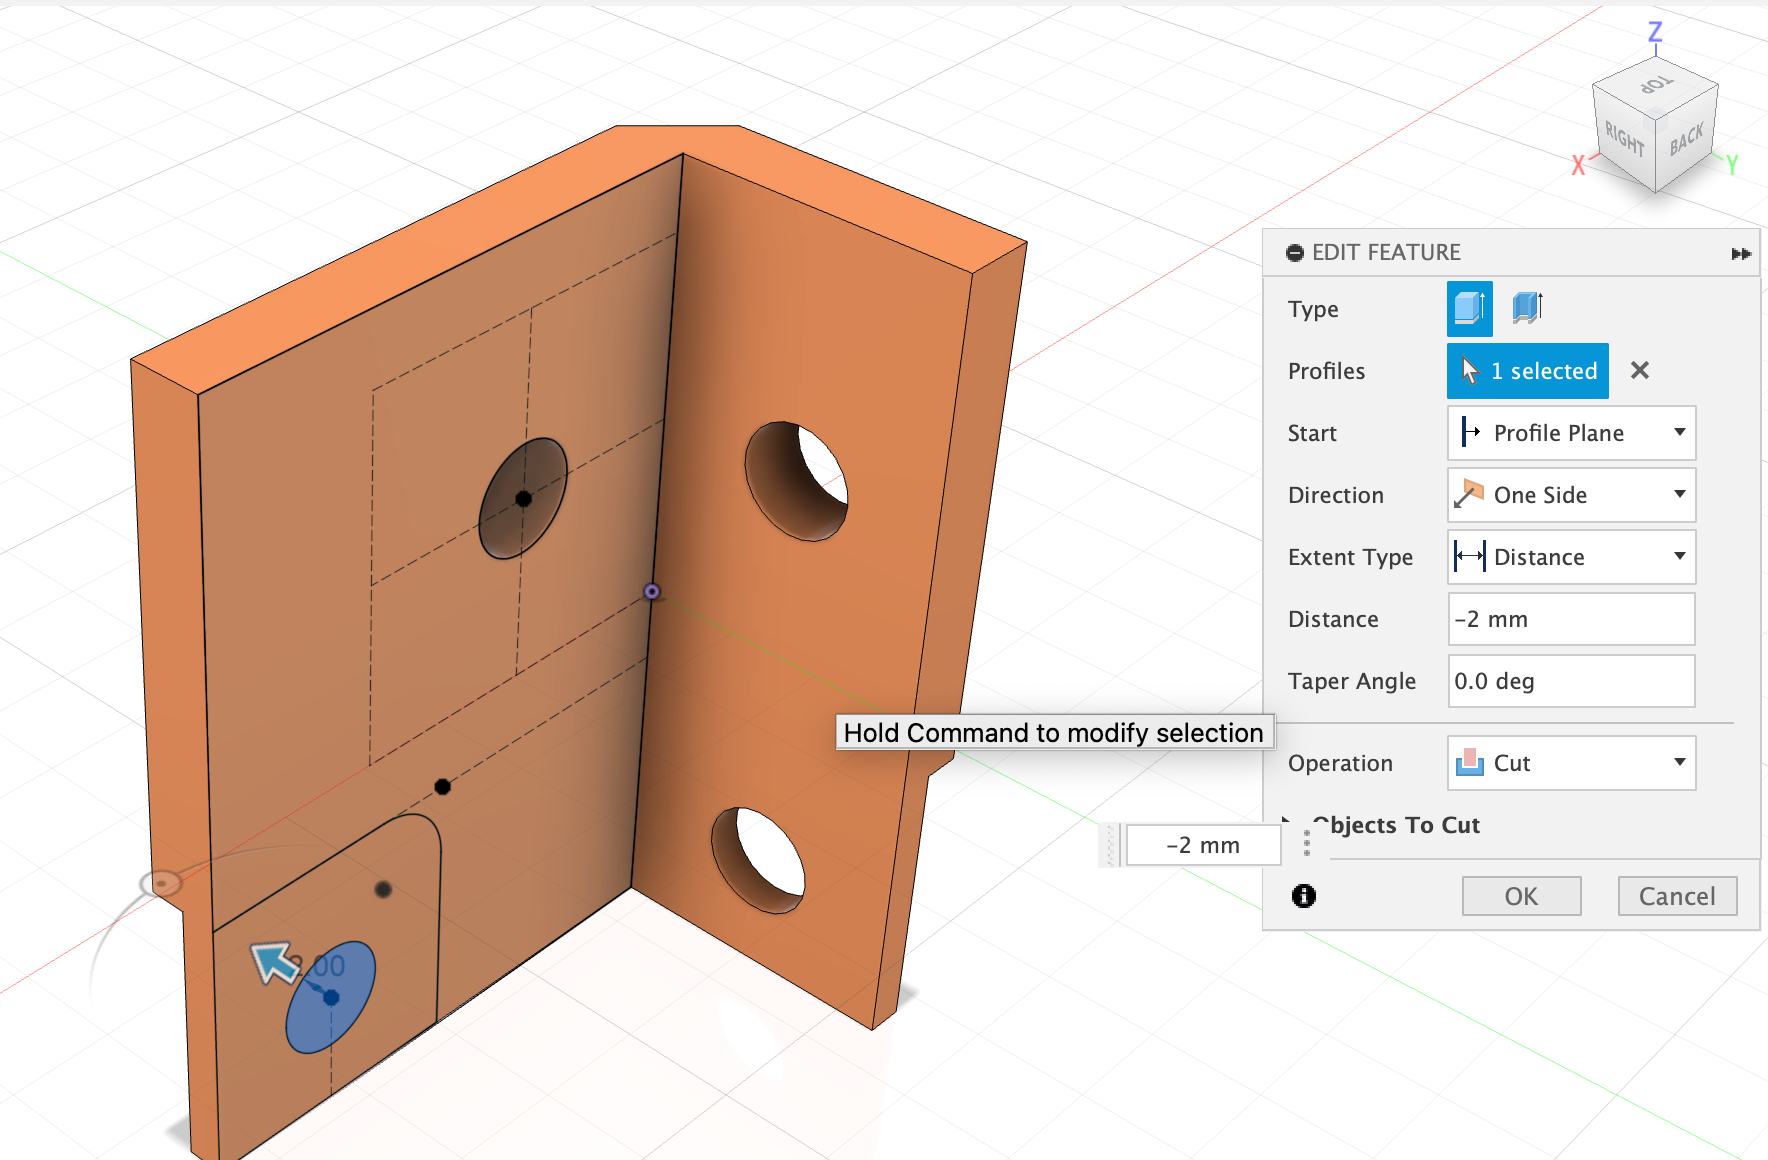 Z
TOP
RIGHT
BACK
X
Y
EDIT FEATURE
Type
Profiles
1 selected
Start
Profile Plane
Direction
One Side
Extent Type
Distance
Distance
-2 mm
Taper Angle
0.0 deg
Hold Command to modify selection
Operation
Cut
Objects To Cut
-2 mm
OK
Cancel
2.00